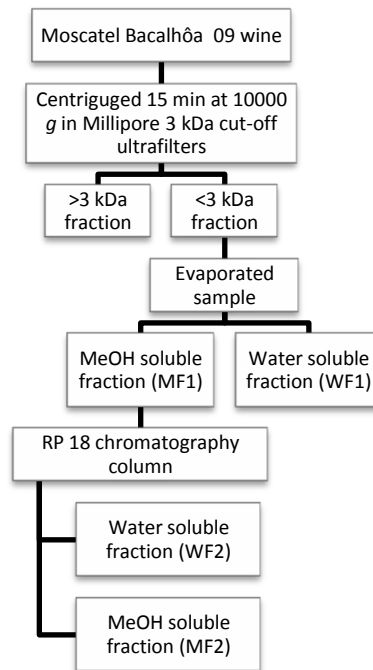 Moscatel Bacalhôa 09 wine
Centriguged 15 min at 10000
g in Millipore 3 kDa cut-off
ultrafilters
>3 kDa
fraction
<3 kDa
fraction
Evaporated
sample
MeOH soluble
fraction (MF1)
Water soluble
fraction (WF1)
RP 18 chromatography
column
Water soluble
fraction (WF2)
MeOH soluble
fraction (MF2)